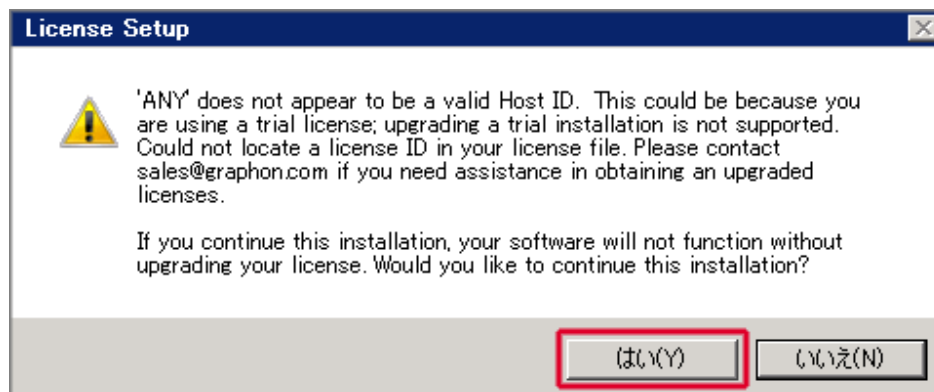 License Setup
'ANY' does not appear to be a valid Host ID. This could be because you
are using a trial license; upgrading a trial installation is not supported.
Could not locate a license ID in your license file. Please contact
sales@graphon.com if you need assistance in obtaining an upgraded
licenses.
If you continue this installation, your software will not function without
upgrading your license. Would you like to continue this installation?
はい(Y) いいえ(N)